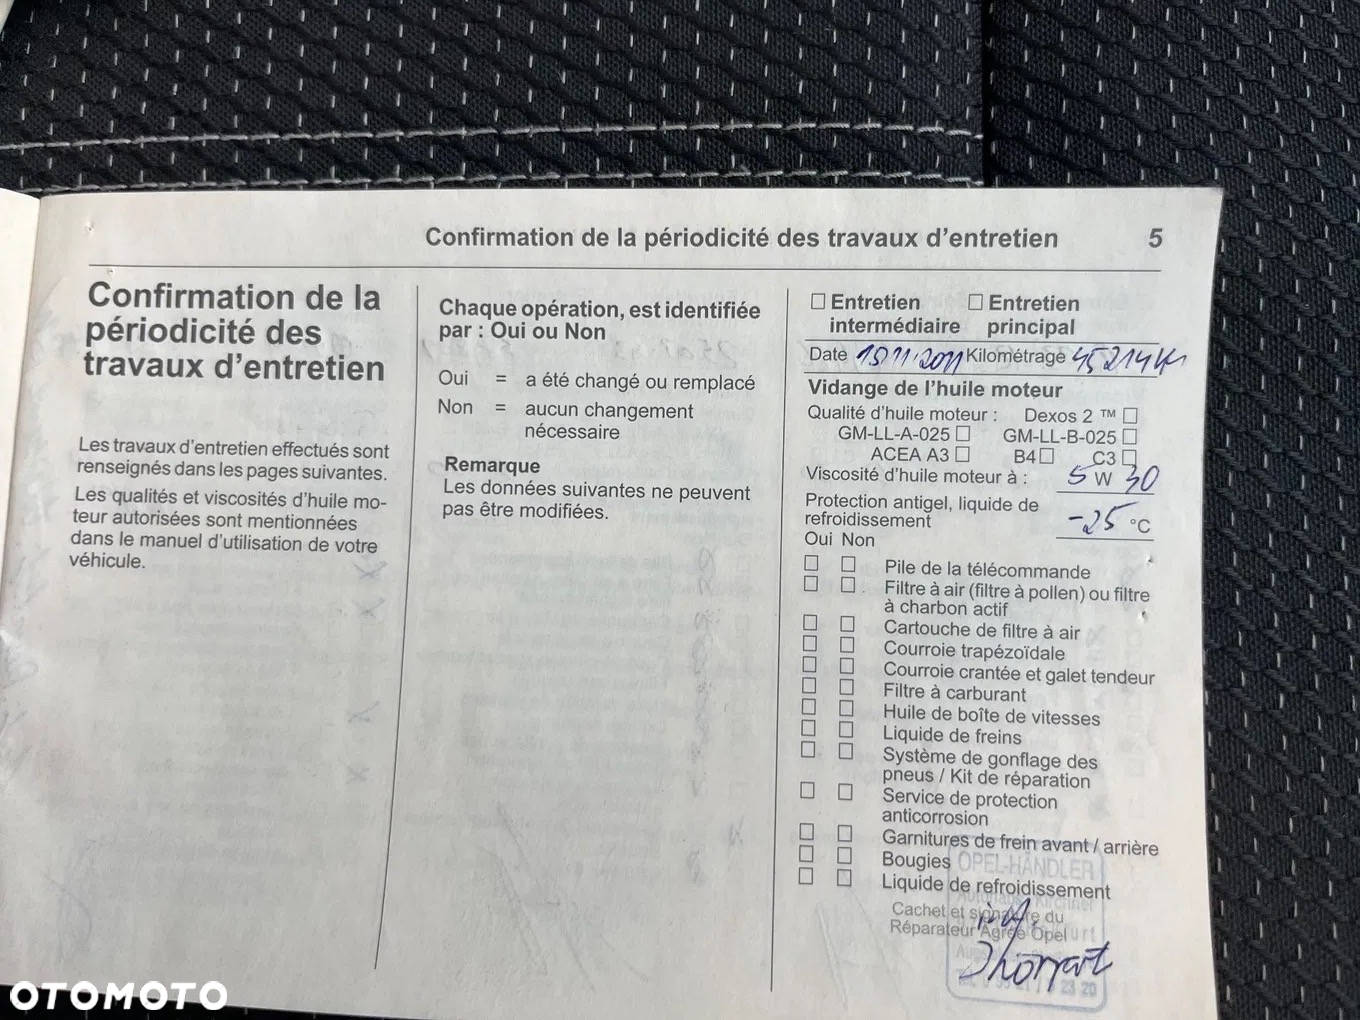 Confirmation de la périodicité des travaux d'entretien 5
Confirmation de la
périodicité des
travaux d'entretien
Les travaux d'entretien effectués sont
renseignés dans les pages suivantes.
Les qualités et viscosités d'huile mo-
teur autorisées sont mentionnées
dans le manuel d'utilisation de votre
véhicule.
Chaque opération, est identifiée
par : Oui ou Non
Oui = a été changé ou remplacé
Non = aucun changement
nécessaire
Remarque
Les données suivantes ne peuvent
pas être modifiées.
☐ Entretien ☐ Entretien
intermédiaire principal
Date 15/11.2011 Kilométrage 45214 Km
Vidange de l'huile moteur
Qualité d'huile moteur : Dexos 2 ™ ☐
GM-LL-A-025 ☐ GM-LL-B-025 ☐
ACEA A3 ☐ B4 ☐ C3 ☐
Viscosité d'huile moteur à : 5 W 30
Protection antigel, liquide de
refroidissement -25 °C
Oui Non
☐ ☐ Pile de la télécommande
☐ ☐ Filtre à air (filtre à pollen) ou filtre
à charbon actif
☐ ☐ Cartouche de filtre à air
☐ ☐ Courroie trapézoïdale
☐ ☐ Courroie crantée et galet tendeur
☐ ☐ Filtre à carburant
☐ ☐ Huile de boîte de vitesses
☐ ☐ Liquide de freins
☐ ☐ Système de gonflage des
pneus / Kit de réparation
☐ ☐ Service de protection
anticorrosion
☐ ☐ Garnitures de frein avant / arrière
☐ ☐ Bougies
OPEL-HÄNDLER
☐ ☐ Liquide de refroidissement
Cachet et signature du
Réparateur Agréé Opel
23 20
OTOMOTO